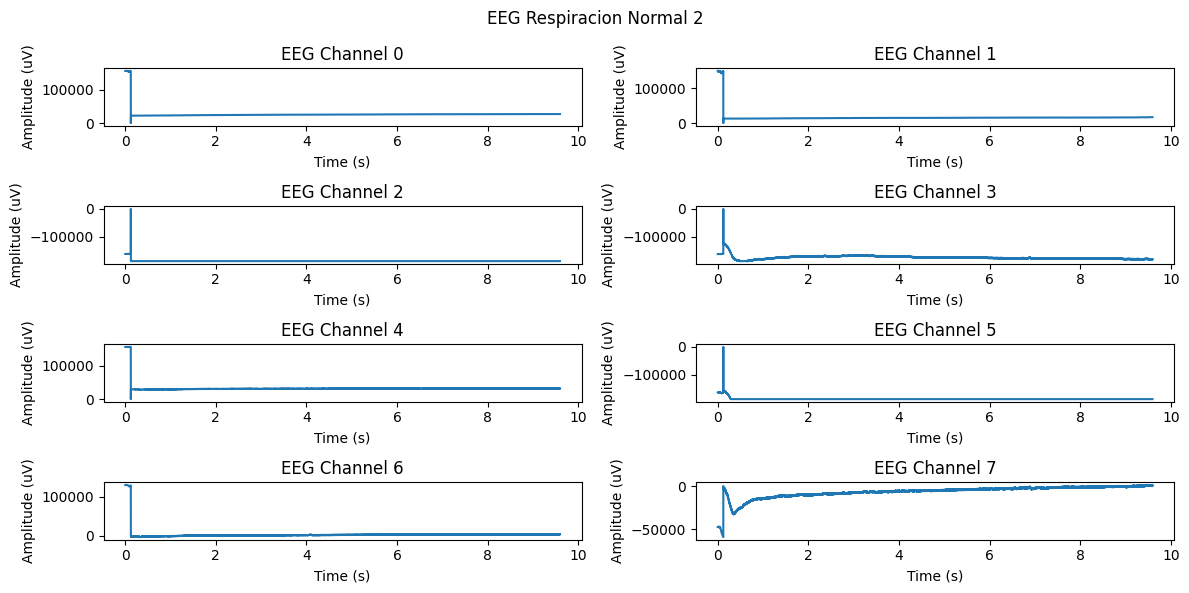 EEG Respiracion Normal 2
EEG Channel 0
Amplitude (uV)
100000
0
0 2 4 6 8 10
Time (s)
EEG Channel 1
Amplitude (uV)
100000
0
0 2 4 6 8 10
Time (s)
EEG Channel 2
Amplitude (uV)
0
−100000
0 2 4 6 8 10
Time (s)
EEG Channel 3
Amplitude (uV)
0
−100000
0 2 4 6 8 10
Time (s)
EEG Channel 4
Amplitude (uV)
100000
0
0 2 4 6 8 10
Time (s)
EEG Channel 5
Amplitude (uV)
0
−100000
0 2 4 6 8 10
Time (s)
EEG Channel 6
Amplitude (uV)
100000
0
0 2 4 6 8 10
Time (s)
EEG Channel 7
Amplitude (uV)
0
−50000
0 2 4 6 8 10
Time (s)